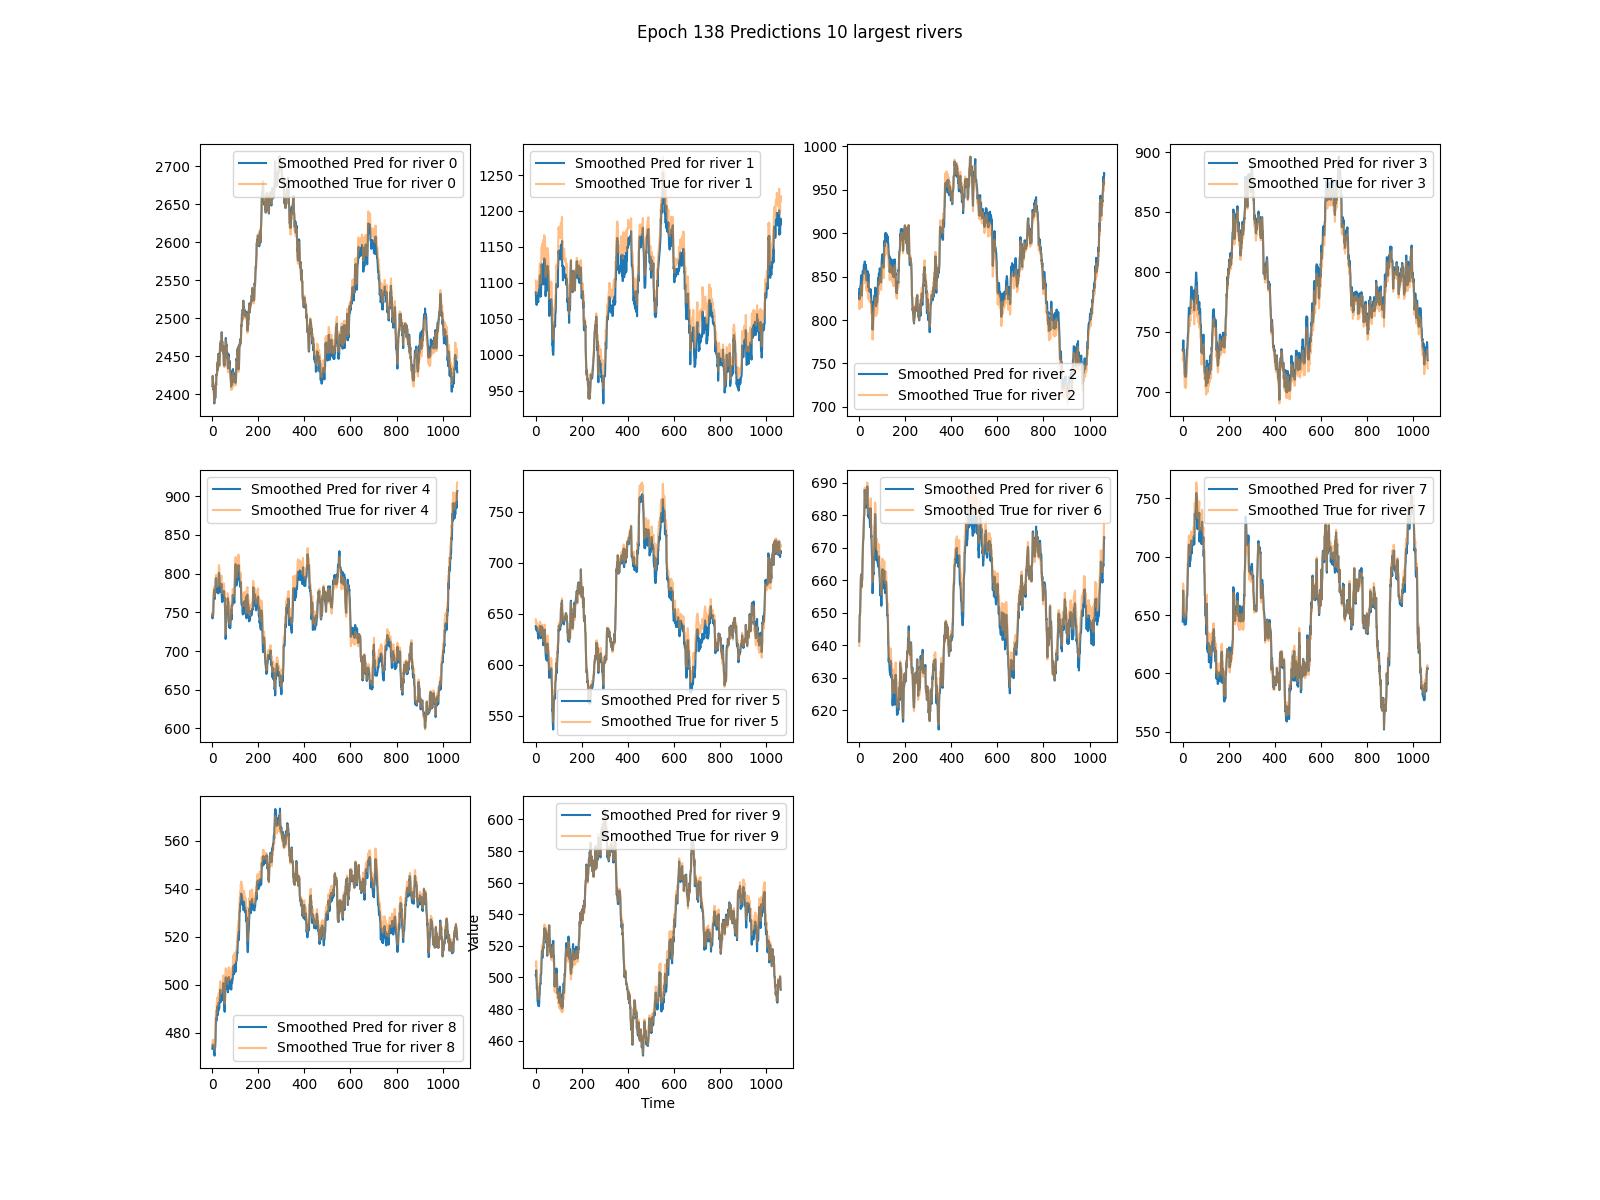 Epoch 138 Predictions 10 largest rivers
Smoothed Pred for river 0
Smoothed True for river 0
2700
2650
2600
2550
2500
2450
2400
0 200 400 600 800 1000
Smoothed Pred for river 1
Smoothed True for river 1
1250
1200
1150
1100
1050
1000
950
0 200 400 600 800 1000
1000
950
900
850
800
750
700
Smoothed Pred for river 2
Smoothed True for river 2
0 200 400 600 800 1000
900
Smoothed Pred for river 3
Smoothed True for river 3
850
800
750
700
0 200 400 600 800 1000
Smoothed Pred for river 4
Smoothed True for river 4
900
850
800
750
700
650
600
0 200 400 600 800 1000
750
700
650
600
550
Smoothed Pred for river 5
Smoothed True for river 5
0 200 400 600 800 1000
690
Smoothed Pred for river 6
Smoothed True for river 6
680
670
660
650
640
630
620
0 200 400 600 800 1000
Smoothed Pred for river 7
Smoothed True for river 7
750
700
650
600
550
0 200 400 600 800 1000
560
540
520
500
480
Smoothed Pred for river 8
Smoothed True for river 8
0 200 400 600 800 1000
Value
Smoothed Pred for river 9
Smoothed True for river 9
600
580
560
540
520
500
480
460
0 200 400 600 800 1000
Time